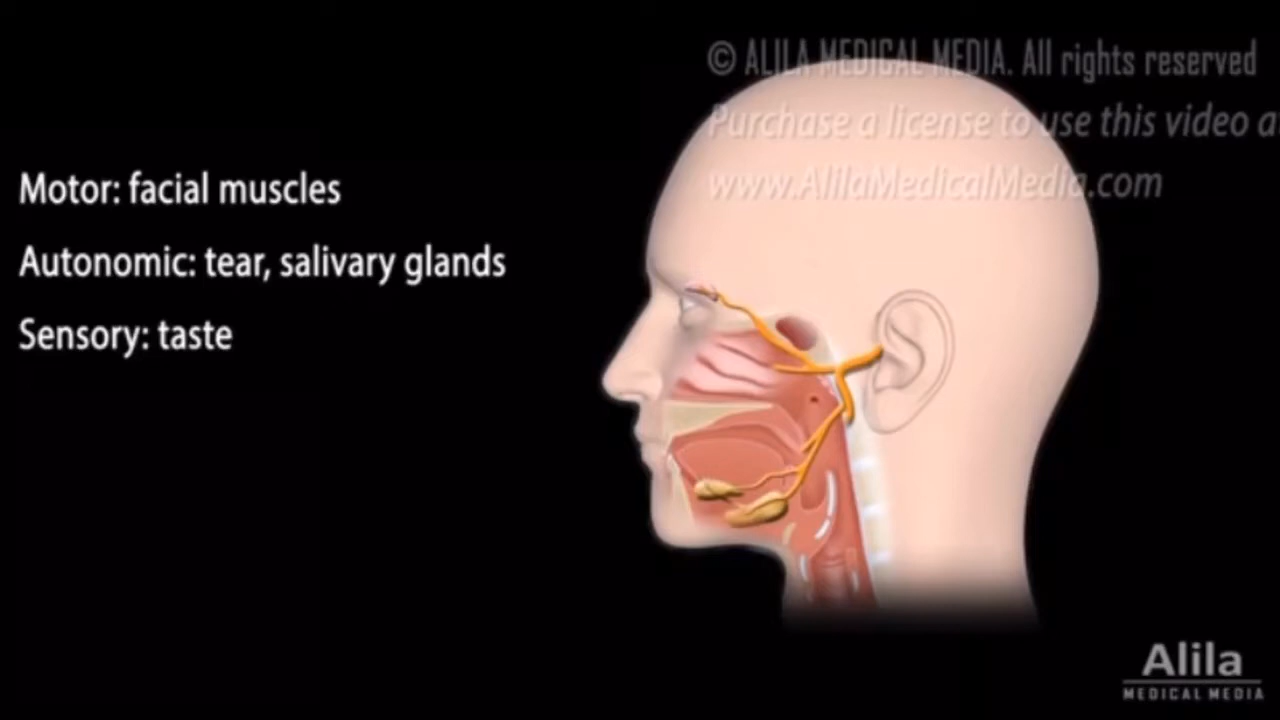 © ALILA MEDICAL MEDIA. All rights reserved
Purchase a license to use this video a
www.AlilaMedicalMedia.com
Motor: facial muscles
Autonomic: tear, salivary glands
Sensory: taste
Alila
MEDICAL MEDIA